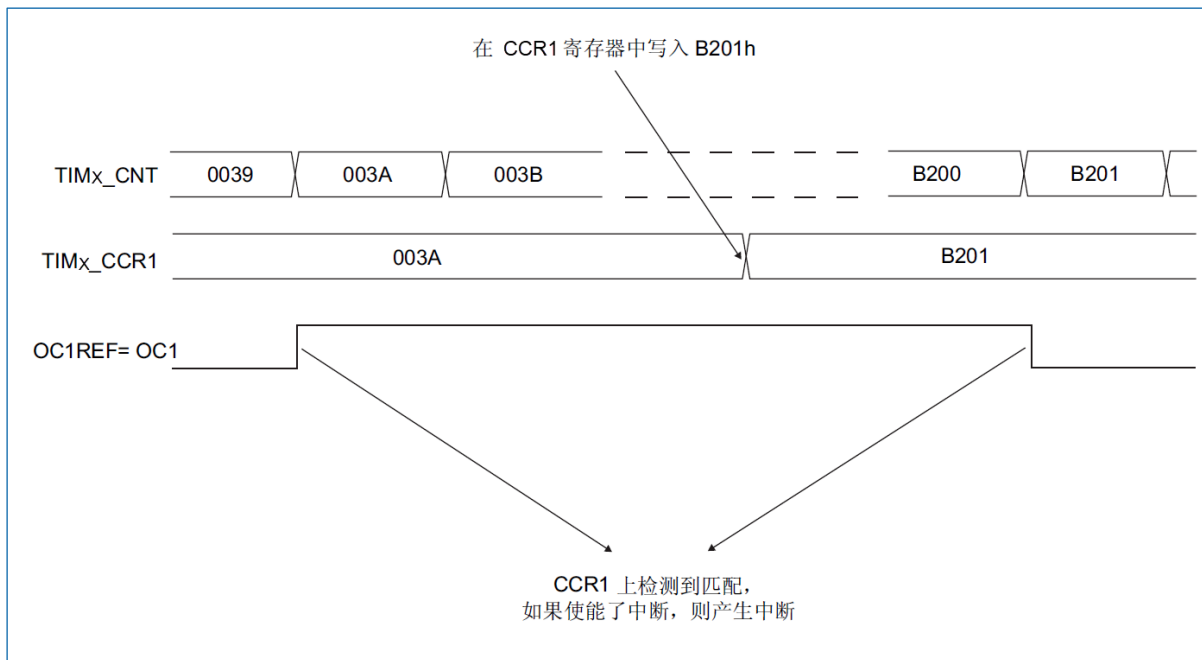 在 CCR1 寄存器中写入 B201h
TIMx_CNT 0039 003A 003B B200 B201
TIMx_CCR1 003A B201
OC1REF= OC1
CCR1 上检测到匹配，
如果使能了中断，则产生中断